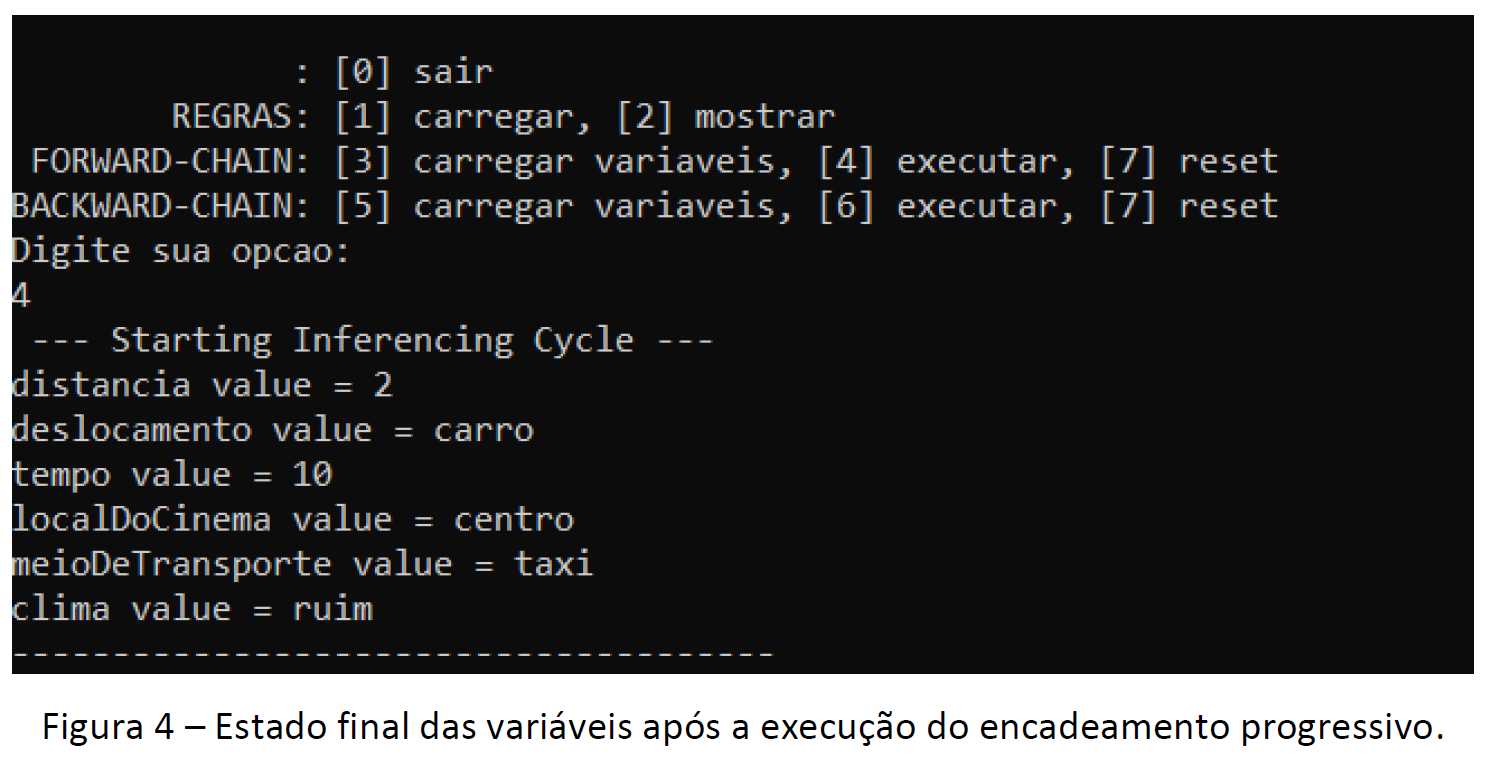 : [0] sair
REGRAS: [1] carregar, [2] mostrar
FORWARD-CHAIN: [3] carregar variaveis, [4] executar, [7] reset
BACKWARD-CHAIN: [5] carregar variaveis, [6] executar, [7] reset
Digite sua opcao:
4
--- Starting Inferencing Cycle ---
distancia value = 2
deslocamento value = carro
tempo value = 10
localDoCinema value = centro
meioDeTransporte value = taxi
clima value = ruim
--------------------------------------
Figura 4 – Estado final das variáveis após a execução do encadeamento progressivo.